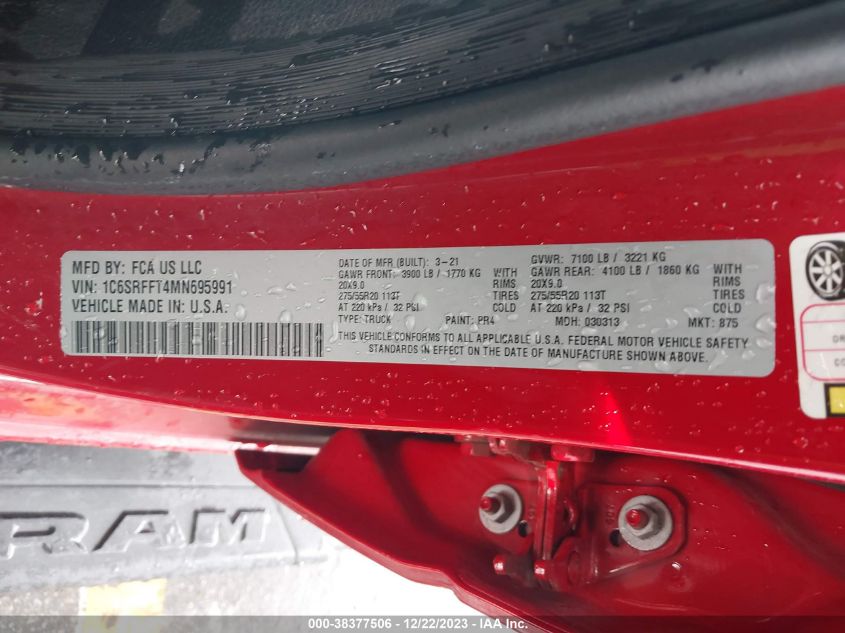 MFD BY: FCA US LLC
VIN: 1C6SRFFT4MN695991
VEHICLE MADE IN U.S.A.
DATE OF MFR (BUILT): 3-21
GAWR FRONT: 3900 LB / 1770 KG WITH
20X9.0 RIMS
275/55R20 113T TIRES
AT 220 kPa / 32 PSI COLD
TYPE: TRUCK PAINT: PR4
GVWR: 7100 LB / 3221 KG
GAWR REAR: 4100 LB / 1860 KG WITH
20X9.0 RIMS
275/55R20 113T TIRES
AT 220 kPa / 32 PSI COLD
MDH: 030313 MKT: 875
THIS VEHICLE CONFORMS TO ALL APPLICABLE U.S.A. FEDERAL MOTOR VEHICLE SAFETY
STANDARDS IN EFFECT ON THE DATE OF MANUFACTURE SHOWN ABOVE.
RAM
000-38377506 - 12/22/2023 - IAA Inc.